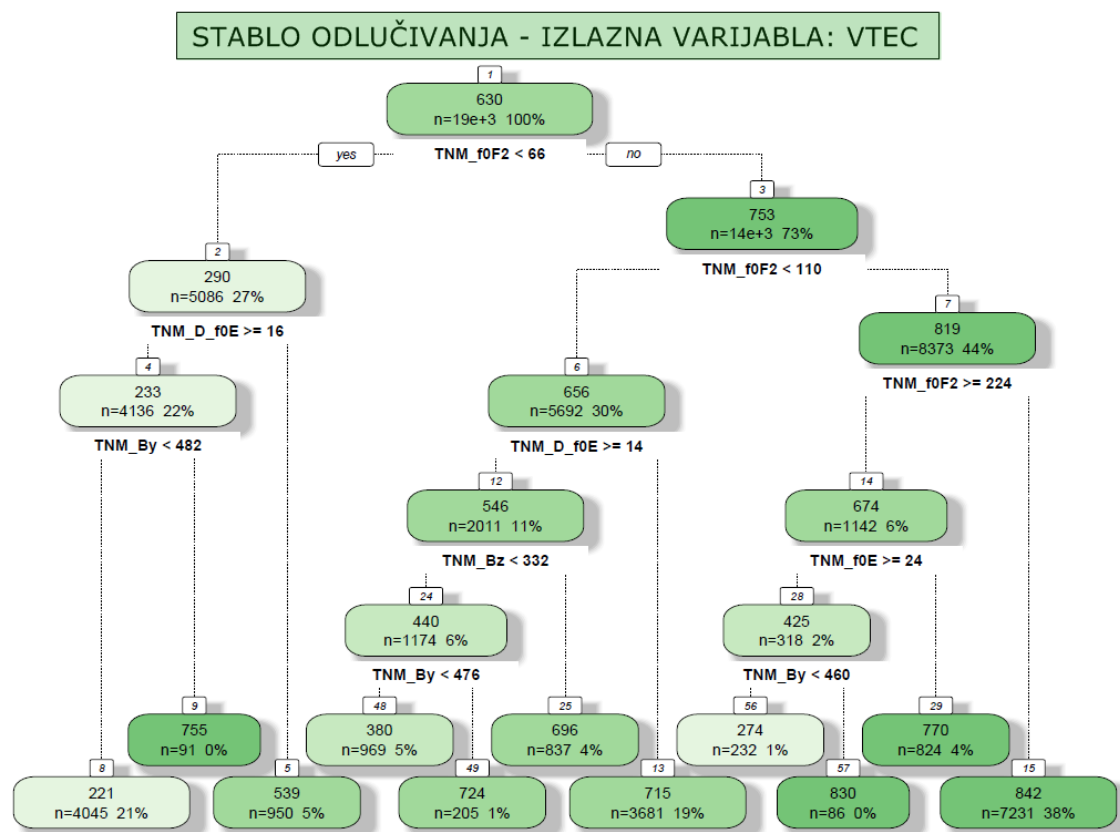 STABLO ODLUČIVANJA - IZLAZNA VARIJABLA: VTEC
1
630
n=19e+3 100%
yes
TNM_f0F2 < 66
no
3
753
n=14e+3 73%
TNM_f0F2 < 110
2
290
n=5086 27%
TNM_D_f0E >= 16
7
819
n=8373 44%
TNM_f0F2 >= 224
4
233
n=4136 22%
TNM_By < 482
6
656
n=5692 30%
TNM_D_f0E >= 14
12
546
n=2011 11%
TNM_Bz < 332
14
674
n=1142 6%
TNM_f0E >= 24
24
440
n=1174 6%
TNM_By < 476
28
425
n=318 2%
TNM_By < 460
9
755
n=91 0%
48
380
n=969 5%
25
696
n=837 4%
56
274
n=232 1%
29
770
n=824 4%
8
221
n=4045 21%
5
539
n=950 5%
49
724
n=205 1%
13
715
n=3681 19%
57
830
n=86 0%
15
842
n=7231 38%